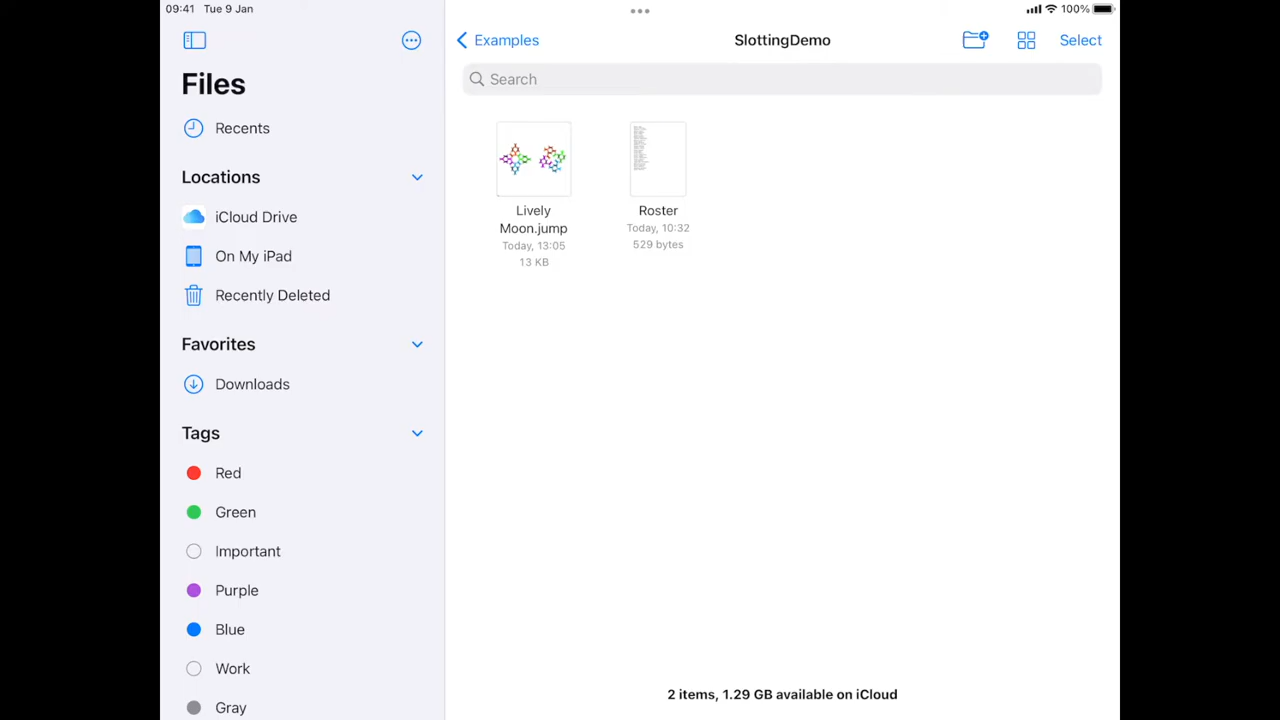 09:41 Tue 9 Jan
100%
Files
Recents
Locations
iCloud Drive
On My iPad
Recently Deleted
Favorites
Downloads
Tags
Red
Green
Important
Purple
Blue
Work
Gray
Examples
SlottingDemo
Select
Search
Lively
Moon.jump
Today, 13:05
13 KB
Roster
Today, 10:32
529 bytes
2 items, 1.29 GB available on iCloud